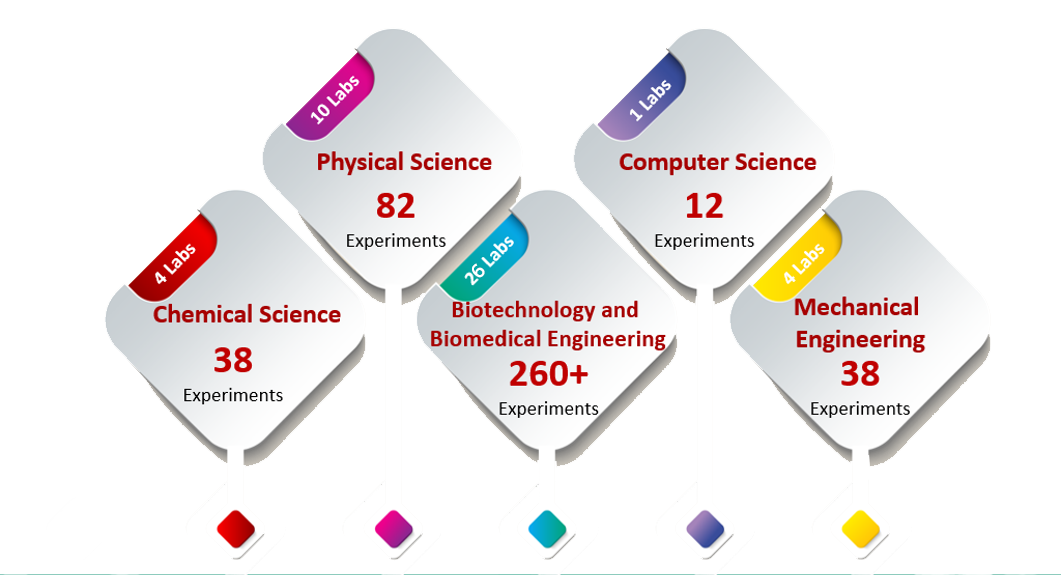 10 Labs
Physical Science
82
Experiments
1 Labs
Computer Science
12
Experiments
4 Labs
Chemical Science
38
Experiments
26 Labs
Biotechnology and
Biomedical Engineering
260+
Experiments
4 Labs
Mechanical
Engineering
38
Experiments